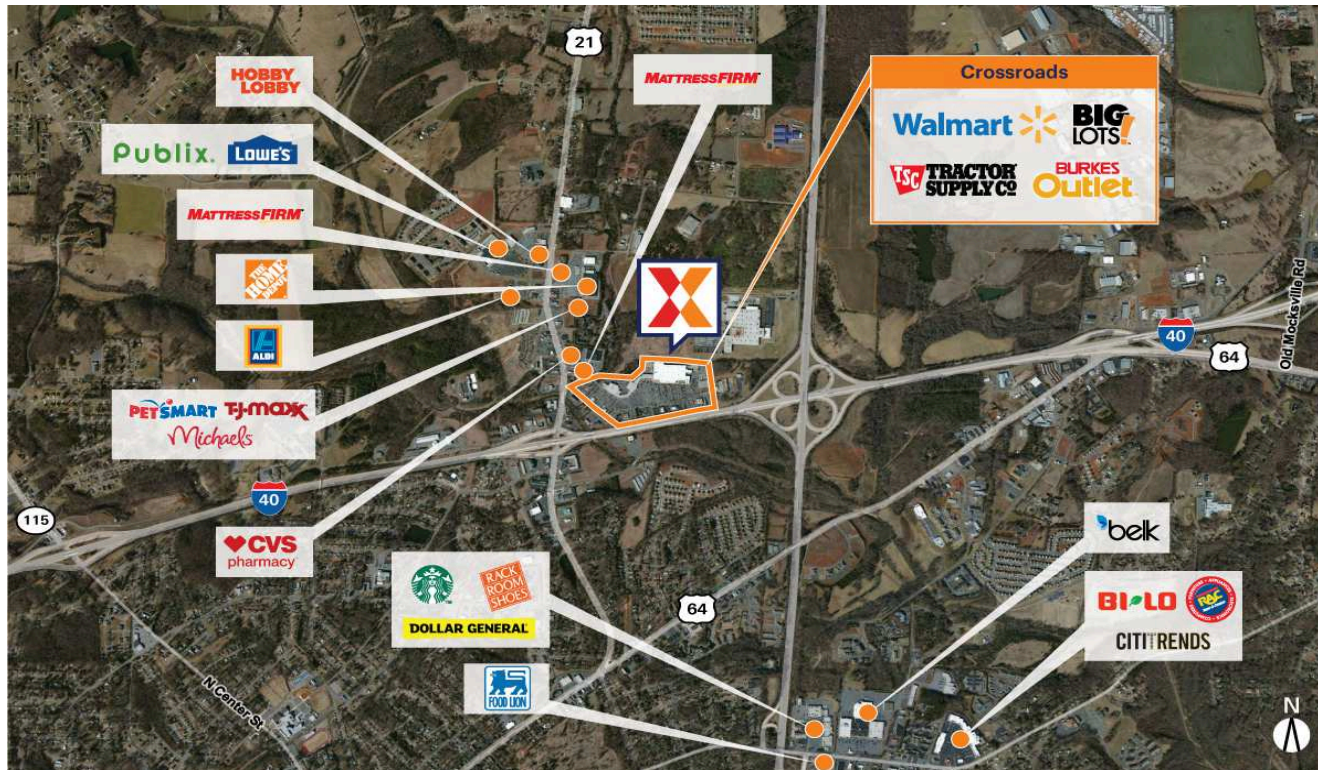 21
HOBBY
LOBBY
Publix.
LOWE'S
MATTRESSFIRM
THE
HOME
DEPOT
ALDI
PETSMART
T•J•maxx
Michaels
40
115
CVS
pharmacy
MATTRESSFIRM
Crossroads
Walmart
BIG
LOTS!
TSC TRACTOR
SUPPLY CO
BURKES
Outlet
40
64
Old Mocksville Rd
64
N Center St.
RACK
ROOM
SHOES
DOLLAR GENERAL
FOOD LION
belk
BI-LO
RAC
CITITRENDS
N